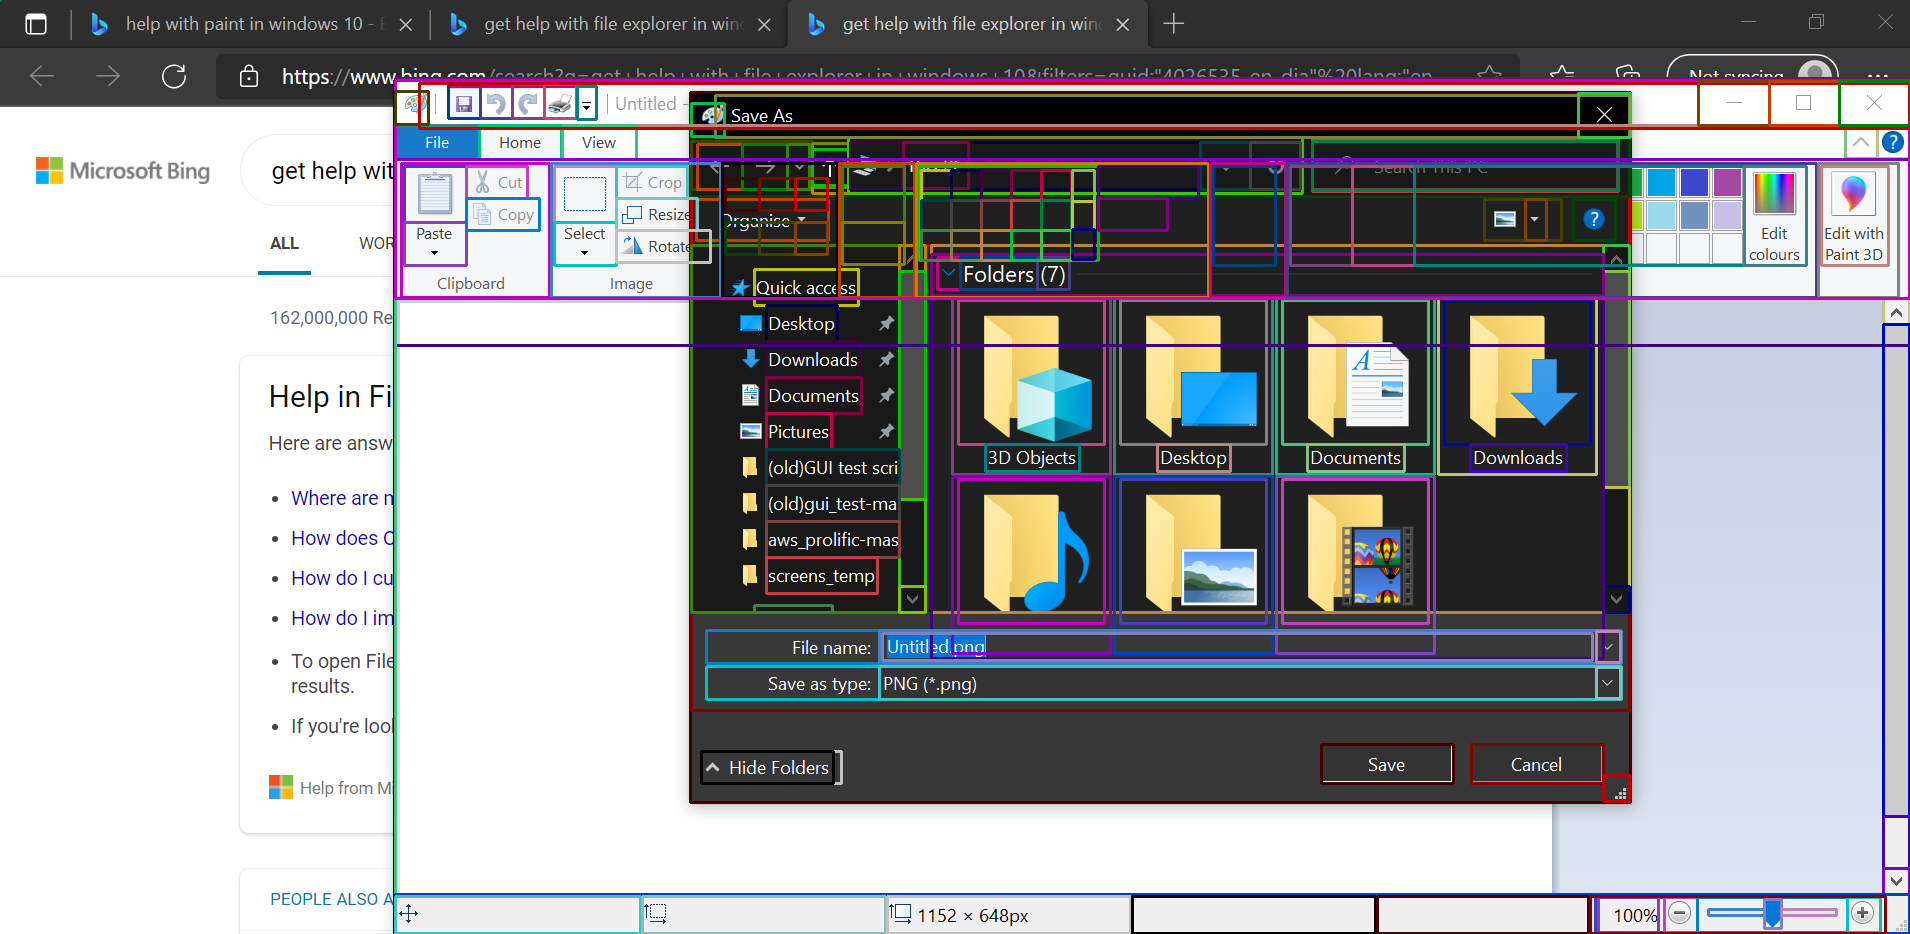 help with paint in windows 10 -
get help with file explorer in win
get help with file explorer in win
https://www.bing.com/search?q=get+help+with+file+explorer+in+windows+10&filters=guid:"4026535-en-dia"%20lang:"en
Not syncing
Untitled -
Save As
File
Home
View
Microsoft Bing
get help wit
Search This PC
Cut
Copy
Paste
Clipboard
Select
Crop
Resize
Rotate
Image
Organise
Edit
colours
Edit with
Paint 3D
ALL
WOR
Quick access
Desktop
Downloads
Documents
Pictures
(old)GUI test scri
(old)gui_test-ma
aws_prolific-mas
screens_temp
Folders (7)
3D Objects
Desktop
Documents
Downloads
162,000,000 Re
Help in Fi
Here are answ
Where are n
How does C
How do I cu
How do I im
To open File
results.
If you're loo
Help from Mi
PEOPLE ALSO A
File name:
Untitled.png
Save as type:
PNG (*.png)
Hide Folders
Save
Cancel
1152 × 648px
100%